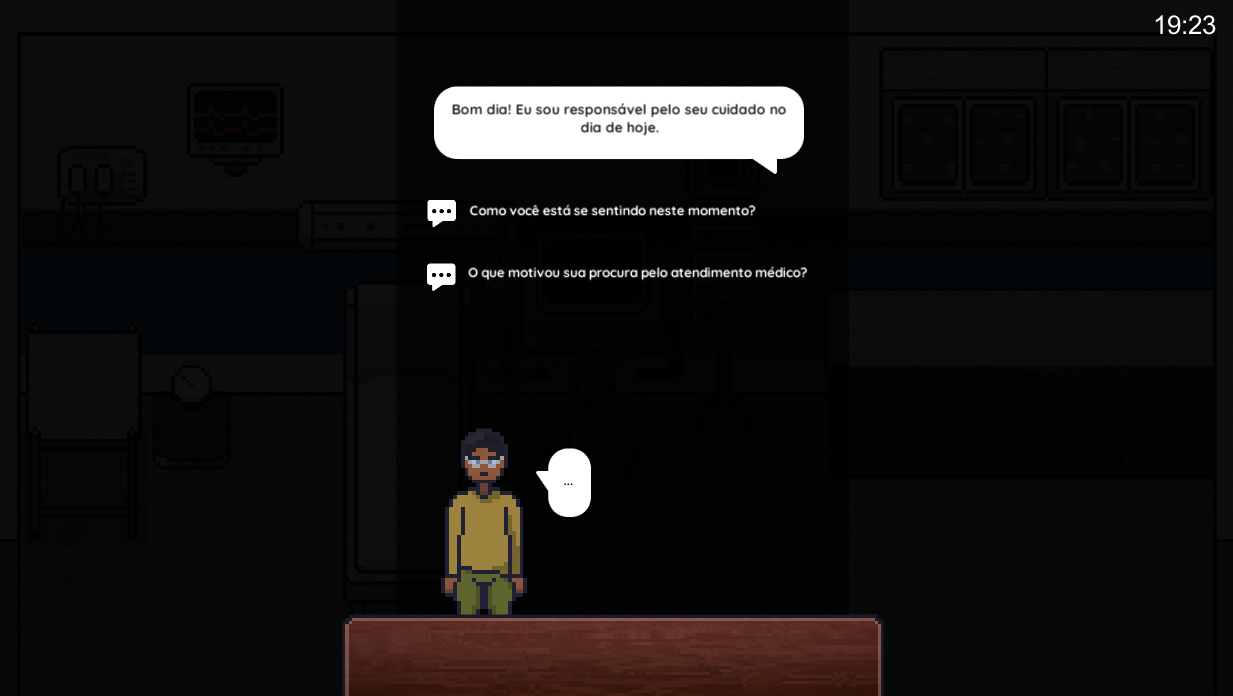 19:23
Bom dia! Eu sou responsável pelo seu cuidado no
dia de hoje.
Como você está se sentindo neste momento?
O que motivou sua procura pelo atendimento médico?
...